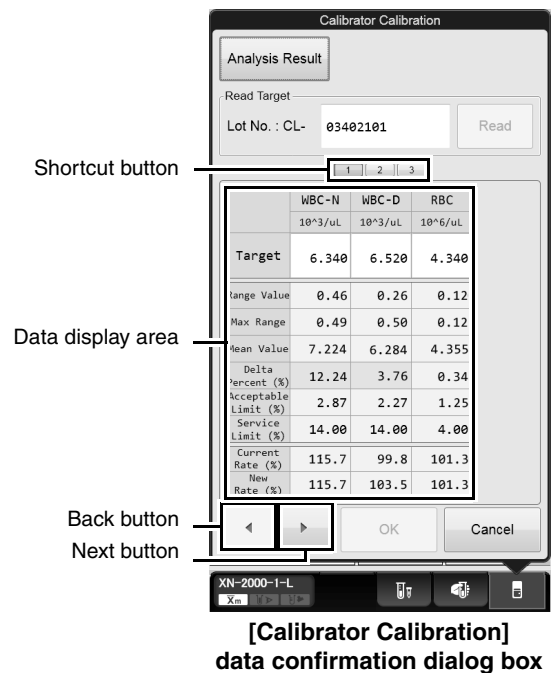 Calibrator Calibration
Analysis Result
Read Target
Lot No. : CL- 03402101 Read
Shortcut button
1 2 3
WBC-N WBC-D RBC
10^3/uL 10^3/uL 10^6/uL
Target 6.340 6.520 4.340
Range Value 0.46 0.26 0.12
Max Range 0.49 0.50 0.12
Data display area
Mean Value 7.224 6.284 4.355
Delta
Percent (%) 12.24 3.76 0.34
Acceptable
Limit (%) 2.87 2.27 1.25
Service
Limit (%) 14.00 14.00 4.00
Current
Rate (%) 115.7 99.8 101.3
New
Rate (%) 115.7 103.5 101.3
Back button
OK Cancel
Next button
XN-2000-1-L
Xm
[Calibrator Calibration]
data confirmation dialog box